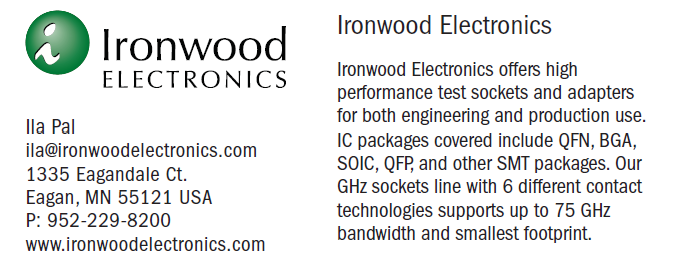 Ironwood
ELECTRONICS
Ila Pal
ila@ironwoodelectronics.com
1335 Eagandale Ct.
Eagan, MN 55121 USA
P: 952-229-8200
www.ironwoodelectronics.com
Ironwood Electronics
Ironwood Electronics offers high
performance test sockets and adapters
for both engineering and production use.
IC packages covered include QFN, BGA,
SOIC, QFP, and other SMT packages. Our
GHz sockets line with 6 different contact
technologies supports up to 75 GHz
bandwidth and smallest footprint.